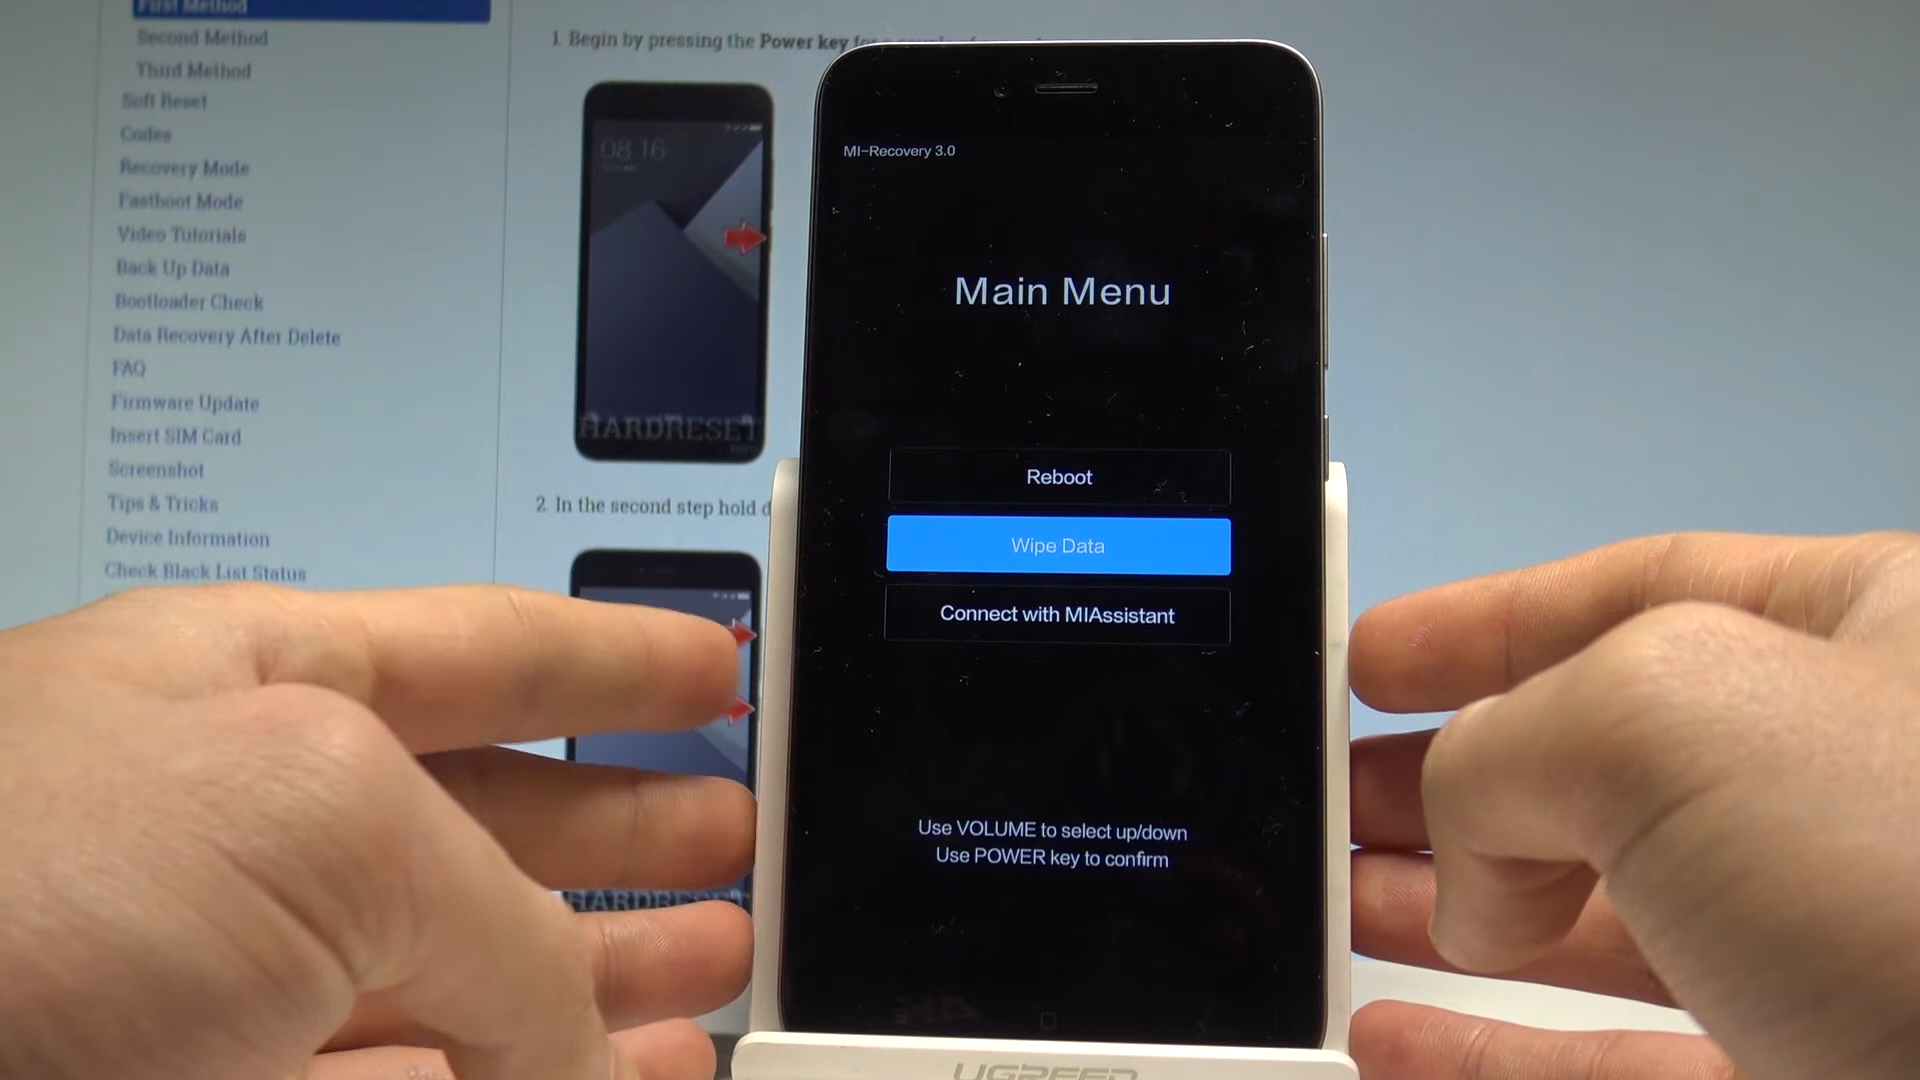 First Method
Second Method
Third Method
Soft Reset
Codes
Recovery Mode
Fastboot Mode
Video Tutorials
Back Up Data
Bootloader Check
Data Recovery After Delete
FAQ
Firmware Update
Insert SIM Card
Screenshot
Tips & Tricks
Device Information
Check Black List Status
1. Begin by pressing the Power key
08 16
HARDRESET
2. In the second step hold
HARDRESET
MI-Recovery 3.0
Main Menu
Reboot
Wipe Data
Connect with MIAssistant
Use VOLUME to select up/down
Use POWER key to confirm
UGREEN